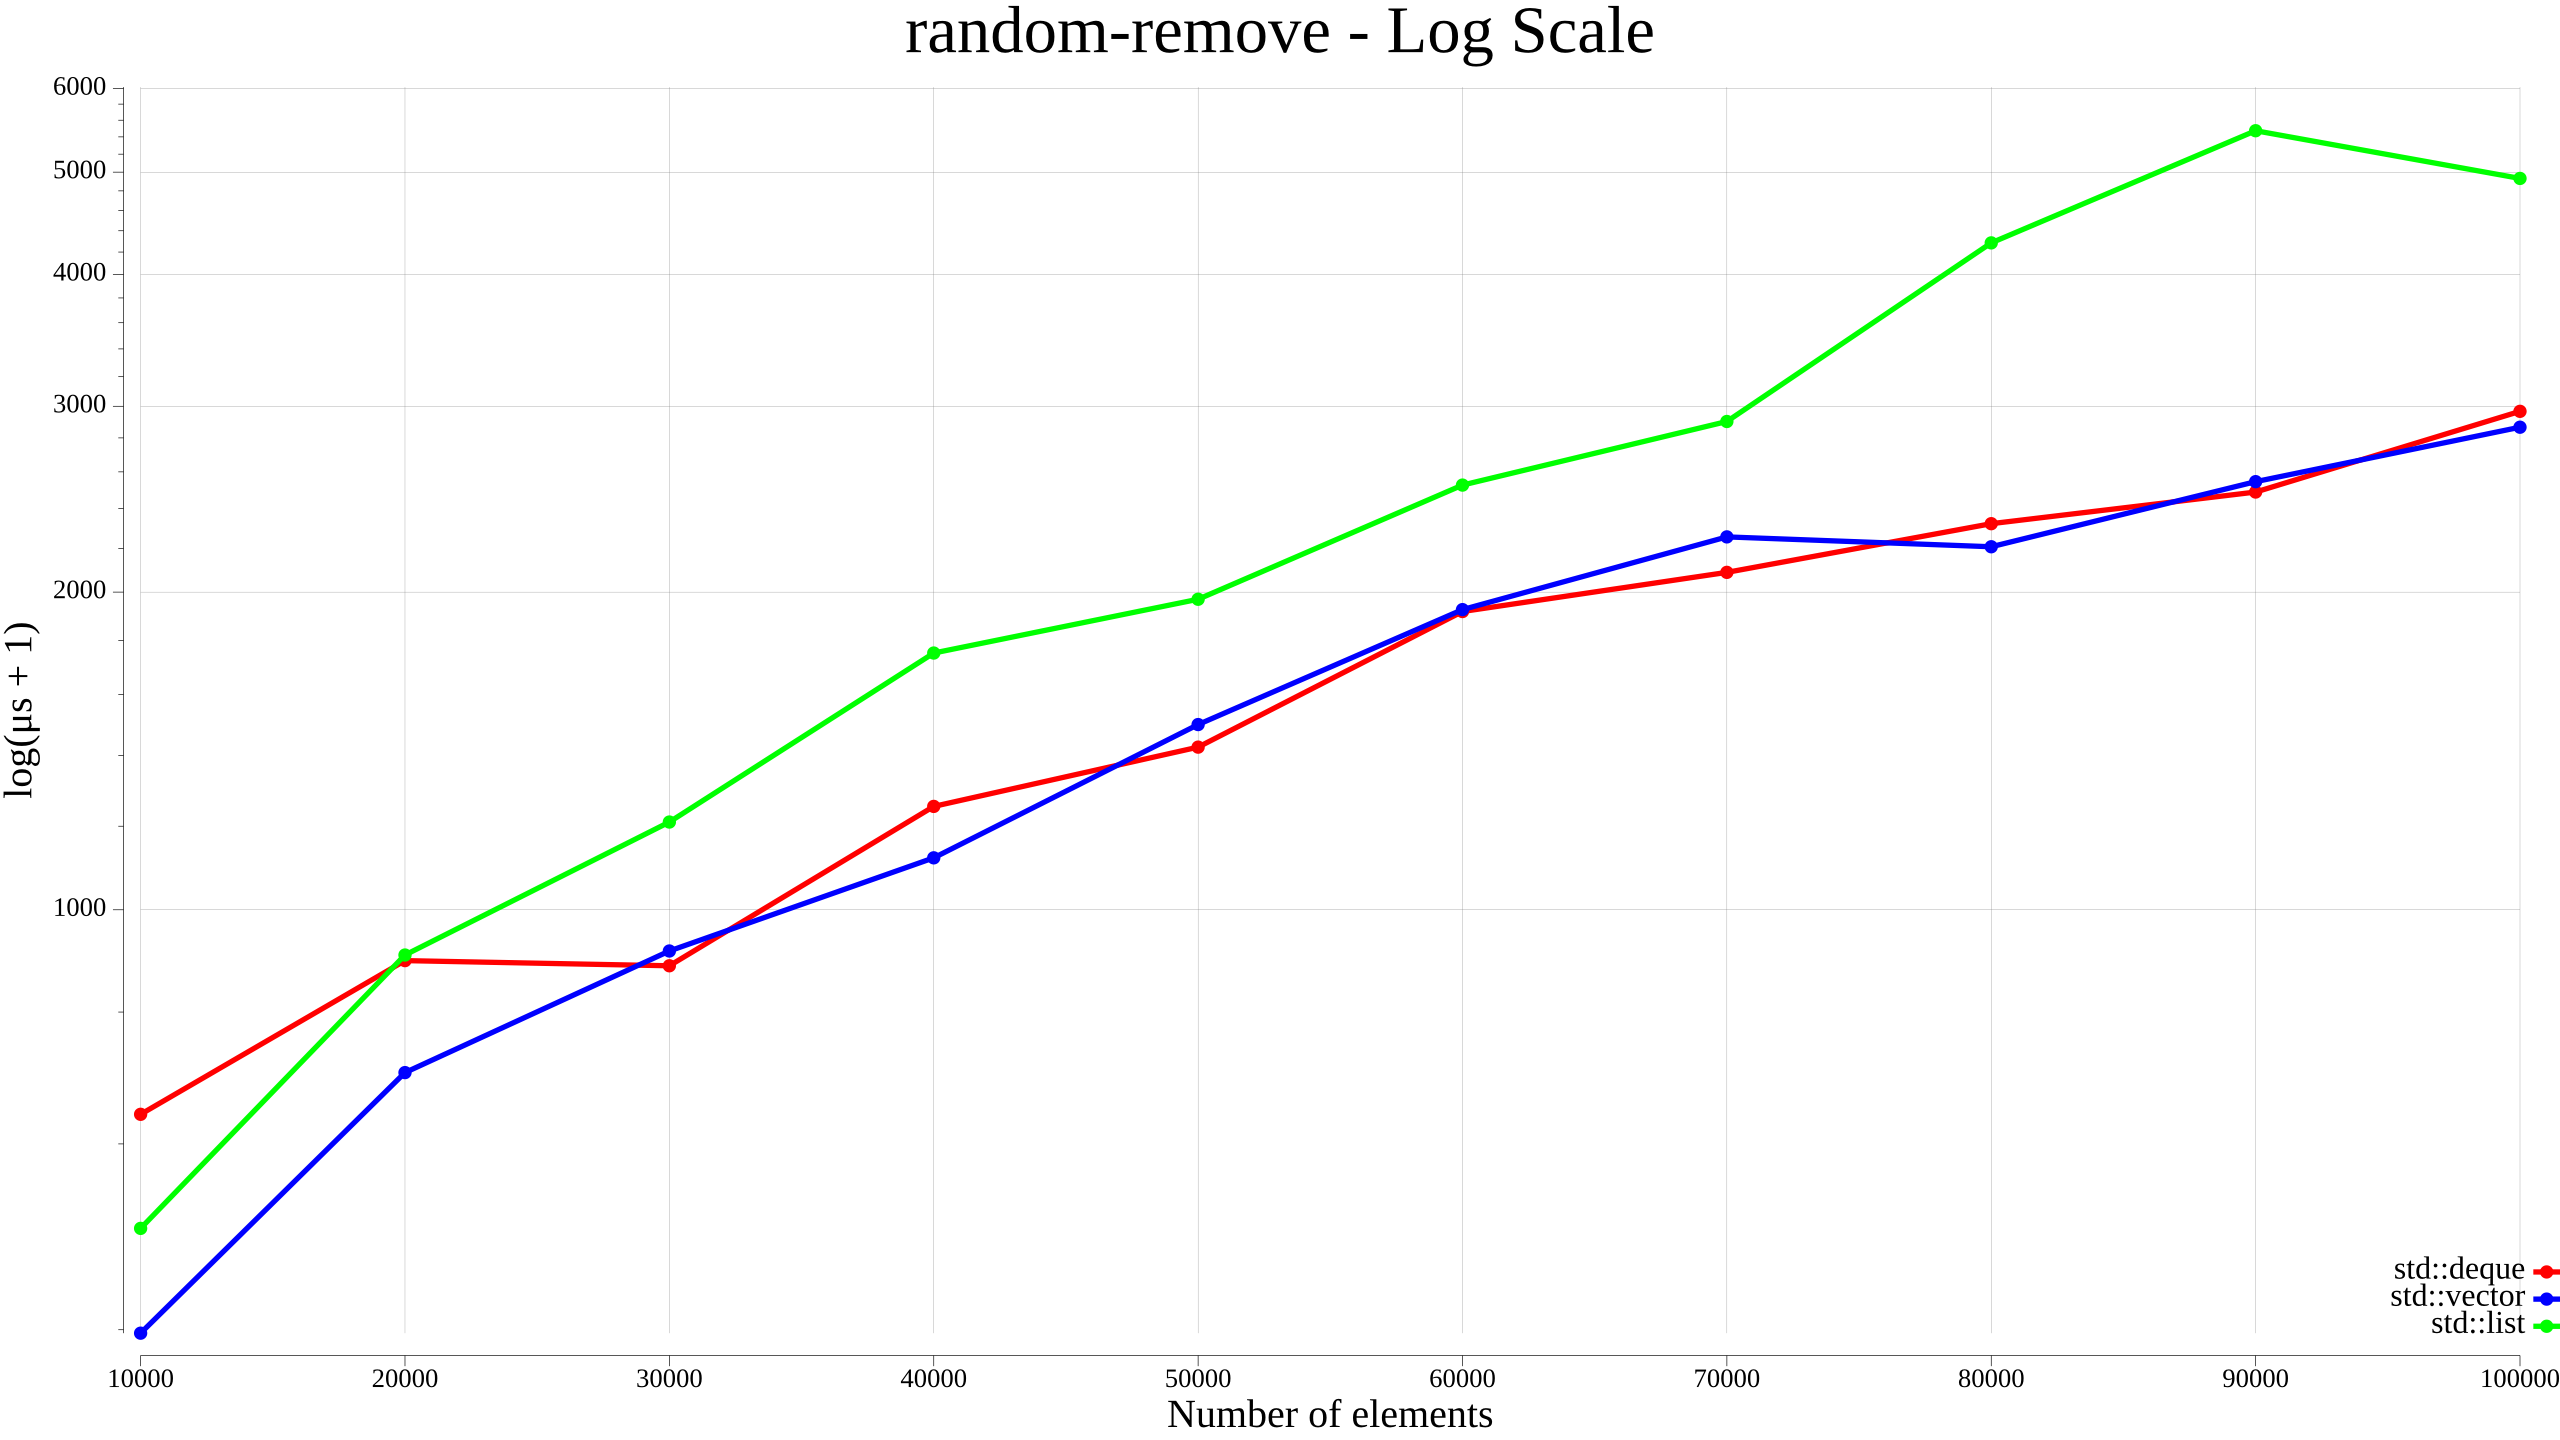 random-remove - Log Scale
6000
5000
4000
3000
2000
1000
log(μs + 1)
std::deque
std::vector
std::list
10000 20000 30000 40000 50000 60000 70000 80000 90000 100000
Number of elements